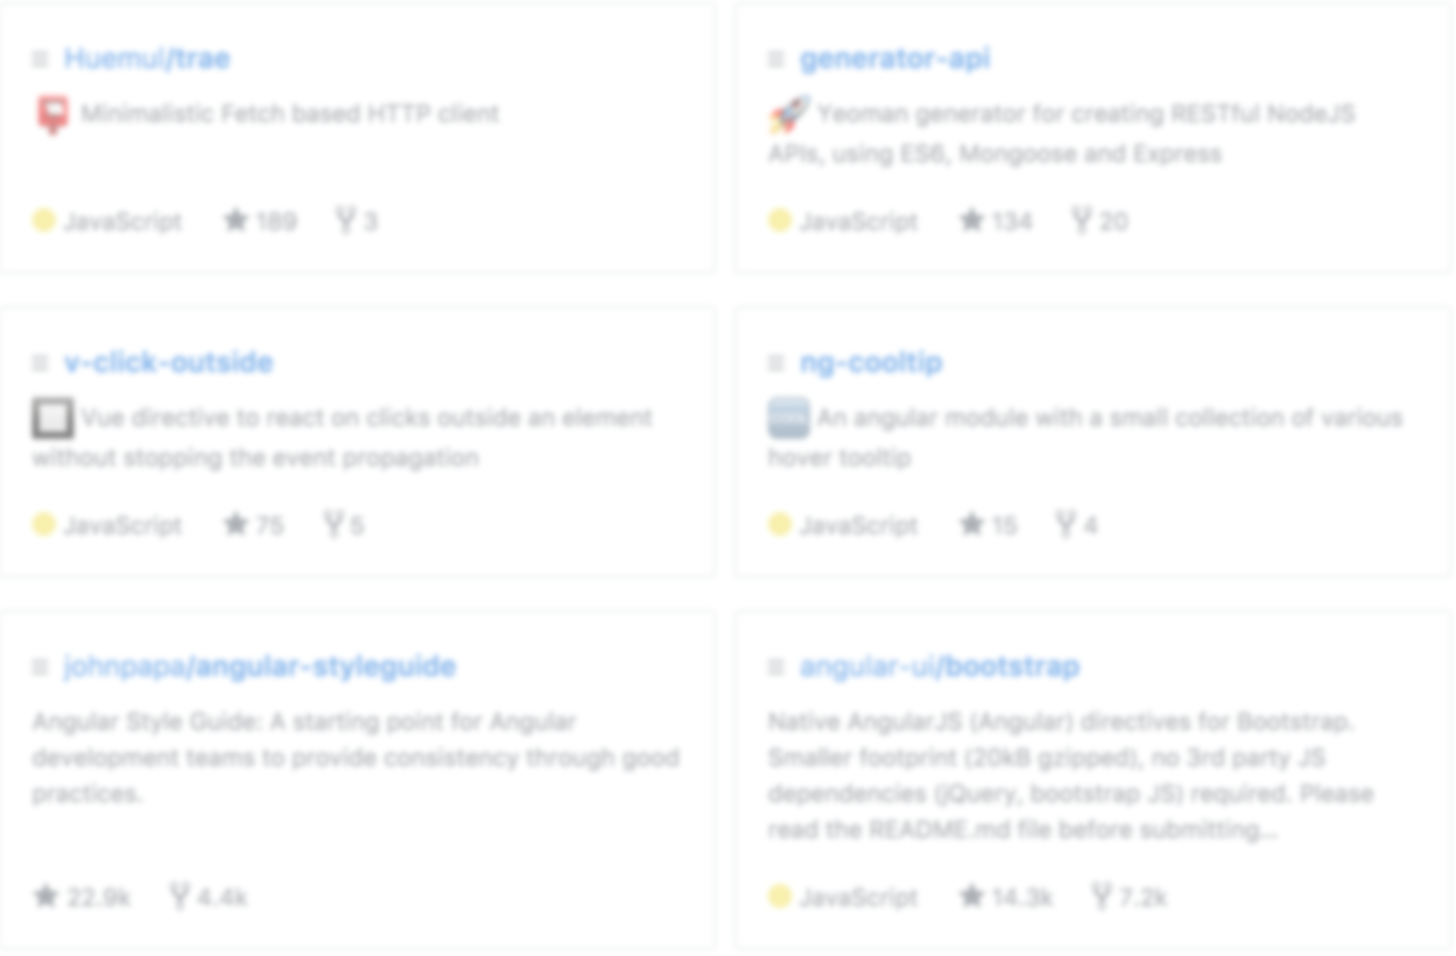 Huemul/trae
Minimalistic Fetch based HTTP client
JavaScript 189 3
generator-api
Yeoman generator for creating RESTful NodeJS
APIs, using ES6, Mongoose and Express
JavaScript 134 20
v-click-outside
Vue directive to react on clicks outside an element
without stopping the event propagation
JavaScript 75 5
ng-cooltip
An angular module with a small collection of various
hover tooltip
JavaScript 15 4
johnpapa/angular-styleguide
Angular Style Guide: A starting point for Angular
development teams to provide consistency through good
practices.
22.9k 4.4k
angular-ui/bootstrap
Native AngularJS (Angular) directives for Bootstrap.
Smaller footprint (20kB gzipped), no 3rd party JS
dependencies (jQuery, bootstrap JS) required. Please
read the README.md file before submitting...
JavaScript 14.3k 7.2k